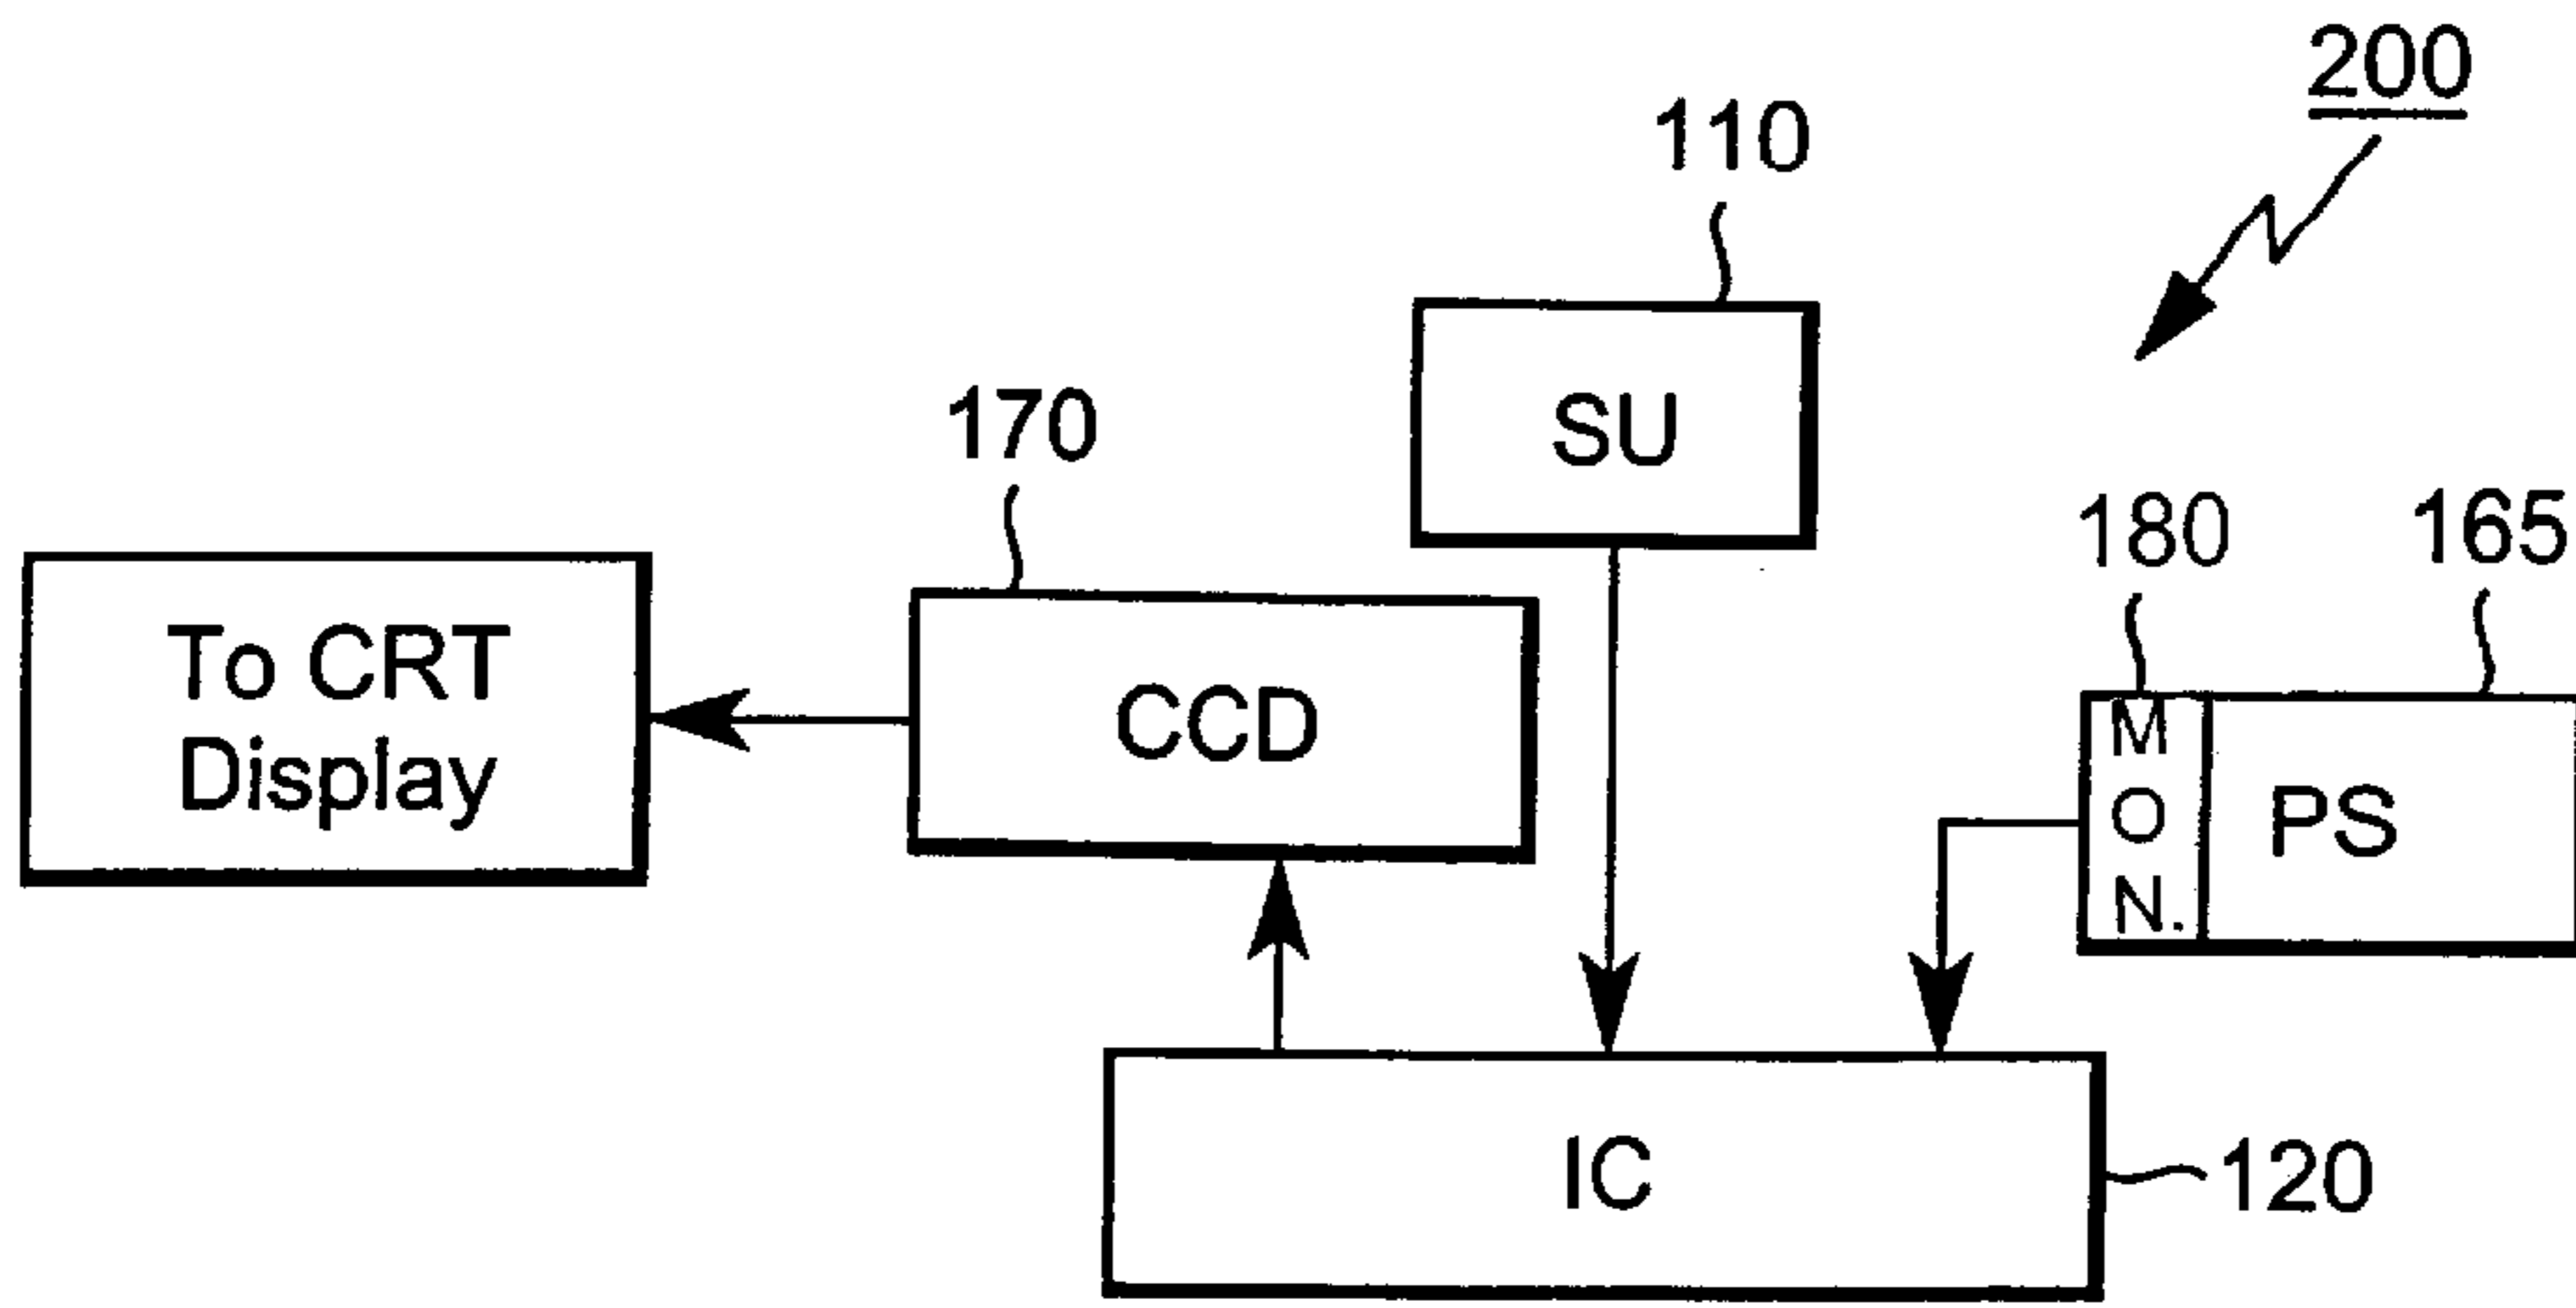 200
110
SU
170
180
165
To CRT
Display
CCD
M
O
N.
PS
IC
120